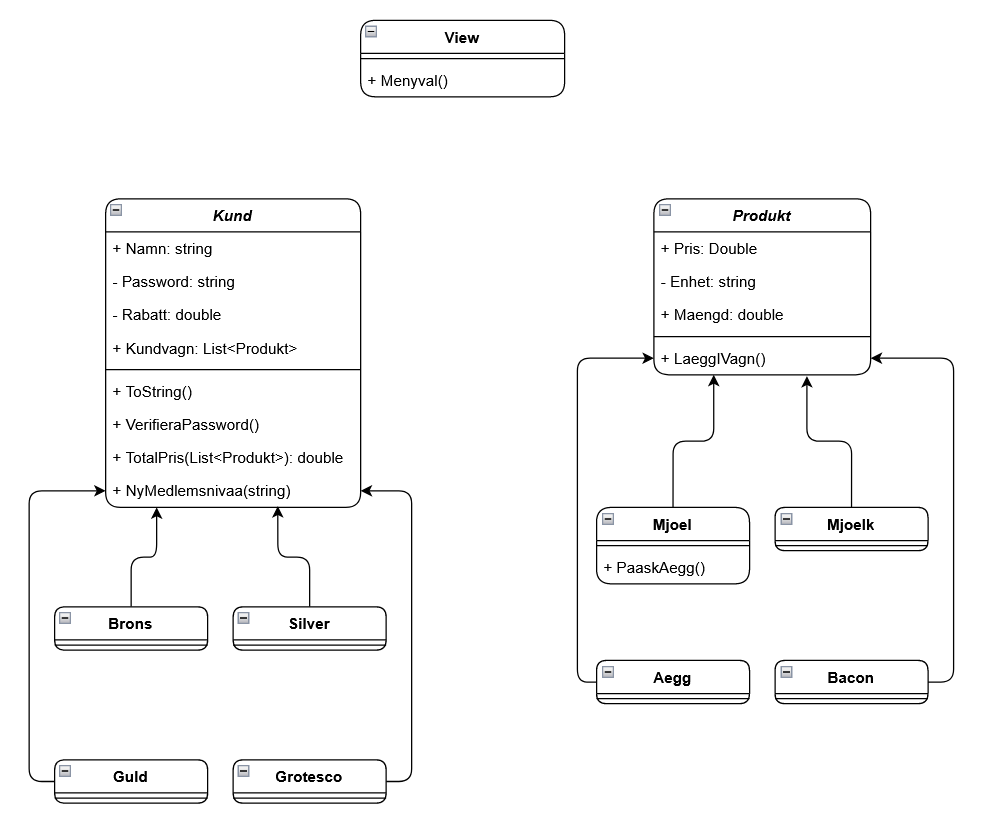 View
+ Menyval()
Kund
+ Namn: string
- Password: string
- Rabatt: double
+ Kundvagn: List<Produkt>
+ ToString()
+ VerifieraPassword()
+ TotalPris(List<Produkt>): double
+ NyMedlemsnivaa(string)
Brons
Silver
Guld
Grotesco
Produkt
+ Pris: Double
- Enhet: string
+ Maengd: double
+ LaeggIVagn()
Mjoel
+ PaaskAegg()
Mjoelk
Aegg
Bacon